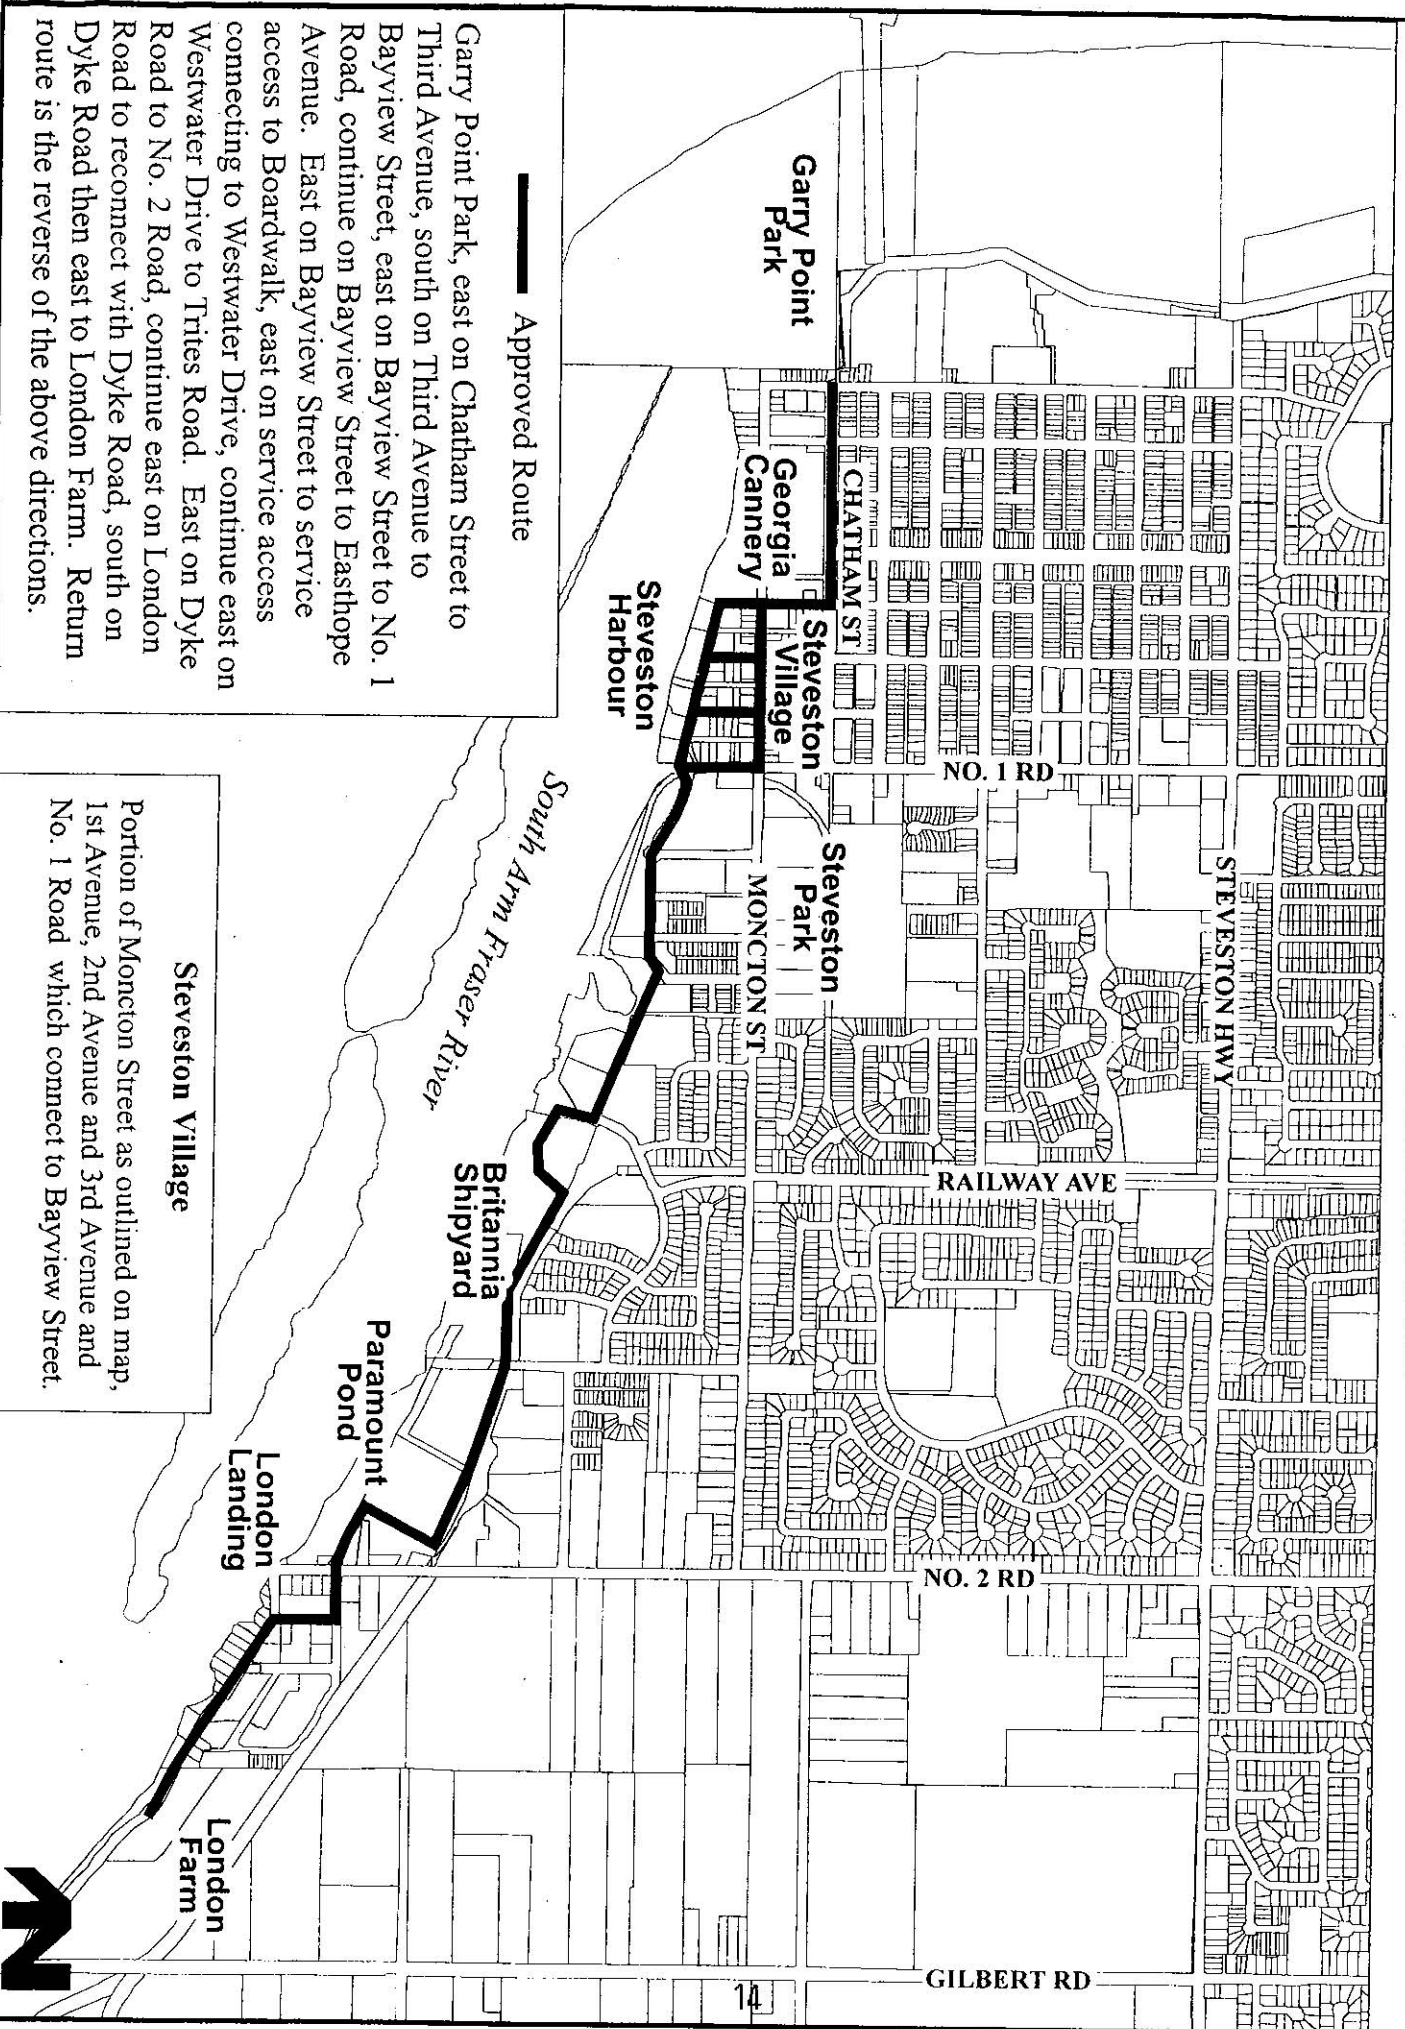 STEVESTON HWY
CHATHAM ST
NO. 1 RD
MONCTON ST
RAILWAY AVE
NO. 2 RD
GILBERT RD
Garry Point
Park
Georgia
Cannery
Steveston
Village
Steveston
Park
Steveston
Harbour
South Arm Fraser River
Britannia
Shipyard
Paramount
Pond
London
Landing
London
Farm
Approved Route
Garry Point Park, east on Chatham Street to
Third Avenue, south on Third Avenue to
Bayview Street, east on Bayview Street to No. 1
Road, continue on Bayview Street to Easthope
Avenue. East on Bayview Street to service
access to Boardwalk, east on service access
connecting to Westwater Drive, continue east on
Westwater Drive to Trites Road. East on Dyke
Road to No. 2 Road, continue east on London
Road to reconnect with Dyke Road, south on
Dyke Road then east to London Farm. Return
route is the reverse of the above directions.
Steveston Village
Portion of Moncton Street as outlined on map,
1st Avenue, 2nd Avenue and 3rd Avenue and
No. 1 Road which connect to Bayview Street.
N
14